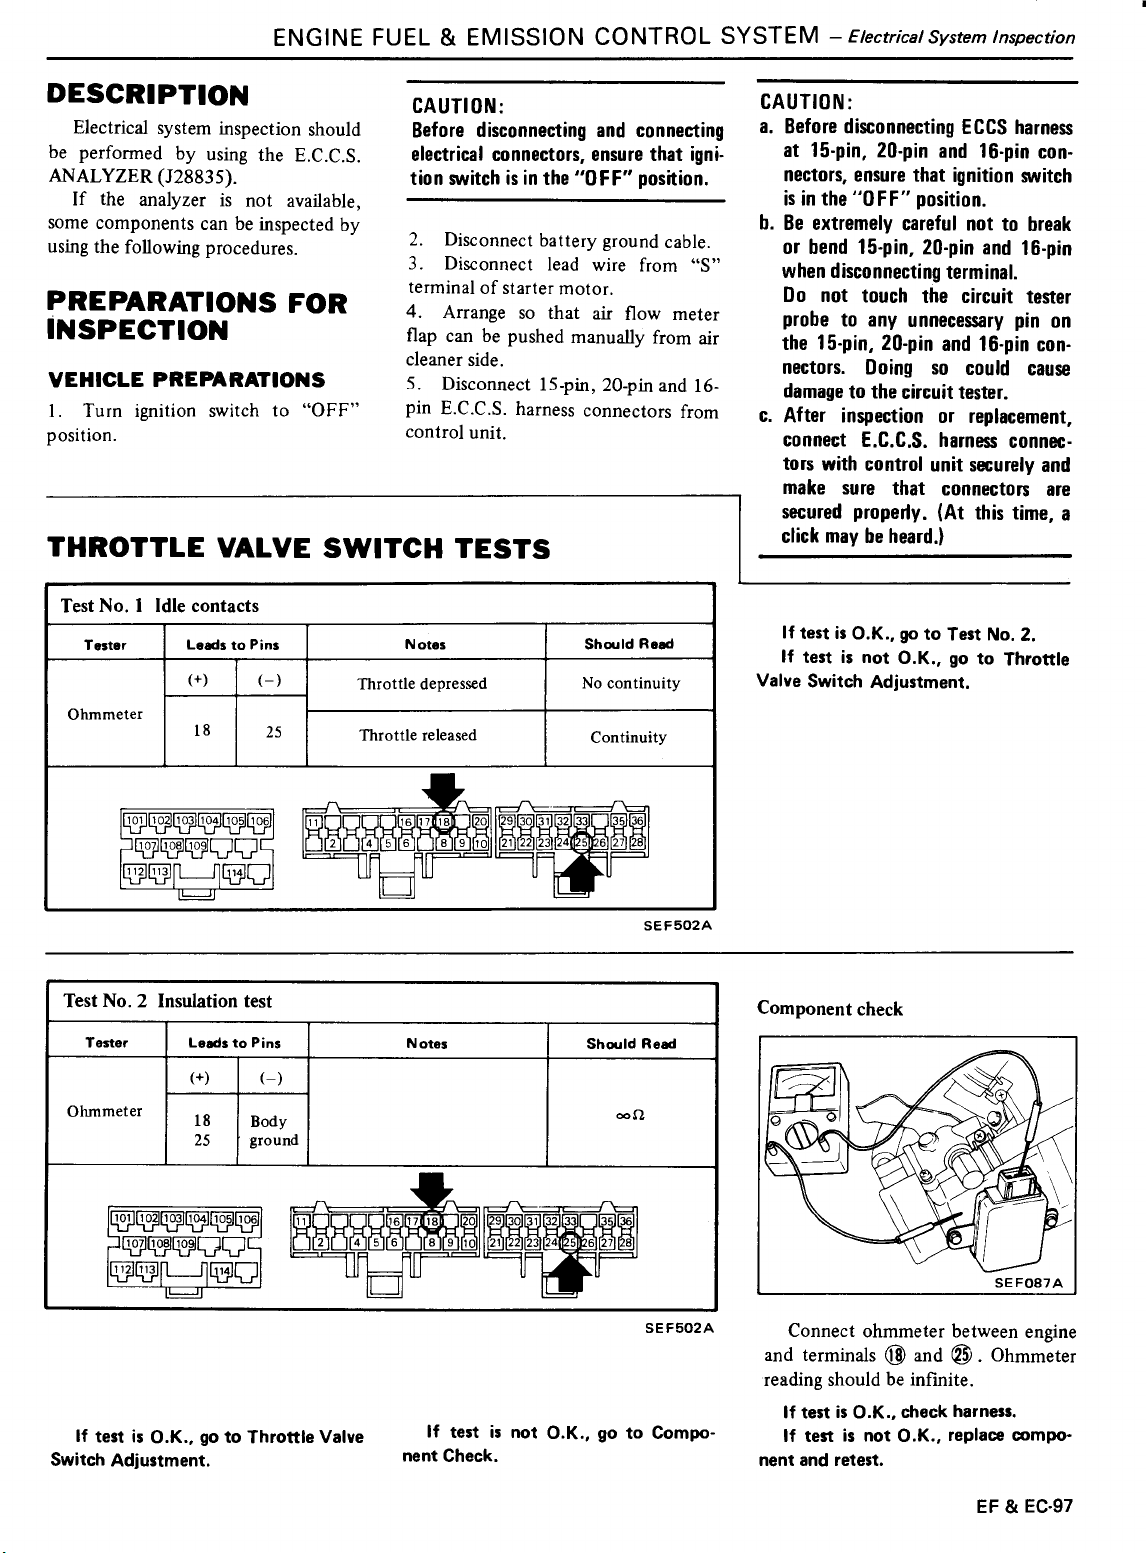 ENGINE FUEL & EMISSION CONTROL SYSTEM – Electrical System Inspection
DESCRIPTION
Electrical system inspection should
be performed by using the E.C.C.S.
ANALYZER (J28835).
If the analyzer is not available,
some components can be inspected by
using the following procedures.
PREPARATIONS FOR
INSPECTION
VEHICLE PREPARATIONS
1. Turn ignition switch to “OFF”
position.
CAUTION:
Before disconnecting and connecting
electrical connectors, ensure that igni-
tion switch is in the “OFF” position.
2. Disconnect battery ground cable.
3. Disconnect lead wire from “S”
terminal of starter motor.
4. Arrange so that air flow meter
flap can be pushed manually from air
cleaner side.
5. Disconnect 15-pin, 20-pin and 16-
pin E.C.C.S. harness connectors from
control unit.
CAUTION:
a. Before disconnecting ECCS harness
at 15-pin, 20-pin and 16-pin con-
nectors, ensure that ignition switch
is in the “OFF” position.
b. Be extremely careful not to break
or bend 15-pin, 20-pin and 16-pin
when disconnecting terminal.
Do not touch the circuit tester
probe to any unnecessary pin on
the 15-pin, 20-pin and 16-pin con-
nectors. Doing so could cause
damage to the circuit tester.
c. After inspection or replacement,
connect E.C.C.S. harness connec-
tors with control unit securely and
make sure that connectors are
secured properly. (At this time, a
click may be heard.)
THROTTLE VALVE SWITCH TESTS
Test No. 1 Idle contacts
Tester Leads to Pins Notes Should Read
(+) (–) Throttle depressed No continuity
Ohmmeter
18 25 Throttle released Continuity
101 102 103 104 105 106 11 16 17 18 20 29 30 31 32 33 35 36
107 108 109 2 4 5 6 8 9 10 21 22 23 24 25 26 27 28
112 113 114
SEF502A
If test is O.K., go to Test No. 2.
If test is not O.K., go to Throttle
Valve Switch Adjustment.
Test No. 2 Insulation test
Tester Leads to Pins Notes Should Read
(+) (–)
Ohmmeter 18 Body ∞Ω
25 ground
101 102 103 104 105 106 11 16 17 18 20 29 30 31 32 33 35 36
107 108 109 2 4 5 6 8 9 10 21 22 23 24 25 26 27 28
112 113 114
SEF502A
If test is O.K., go to Throttle Valve
Switch Adjustment.
If test is not O.K., go to Compo-
nent Check.
Component check
SEF087A
Connect ohmmeter between engine
and terminals ⑱ and ㉕. Ohmmeter
reading should be infinite.
If test is O.K., check harness.
If test is not O.K., replace compo-
nent and retest.
EF & EC-97